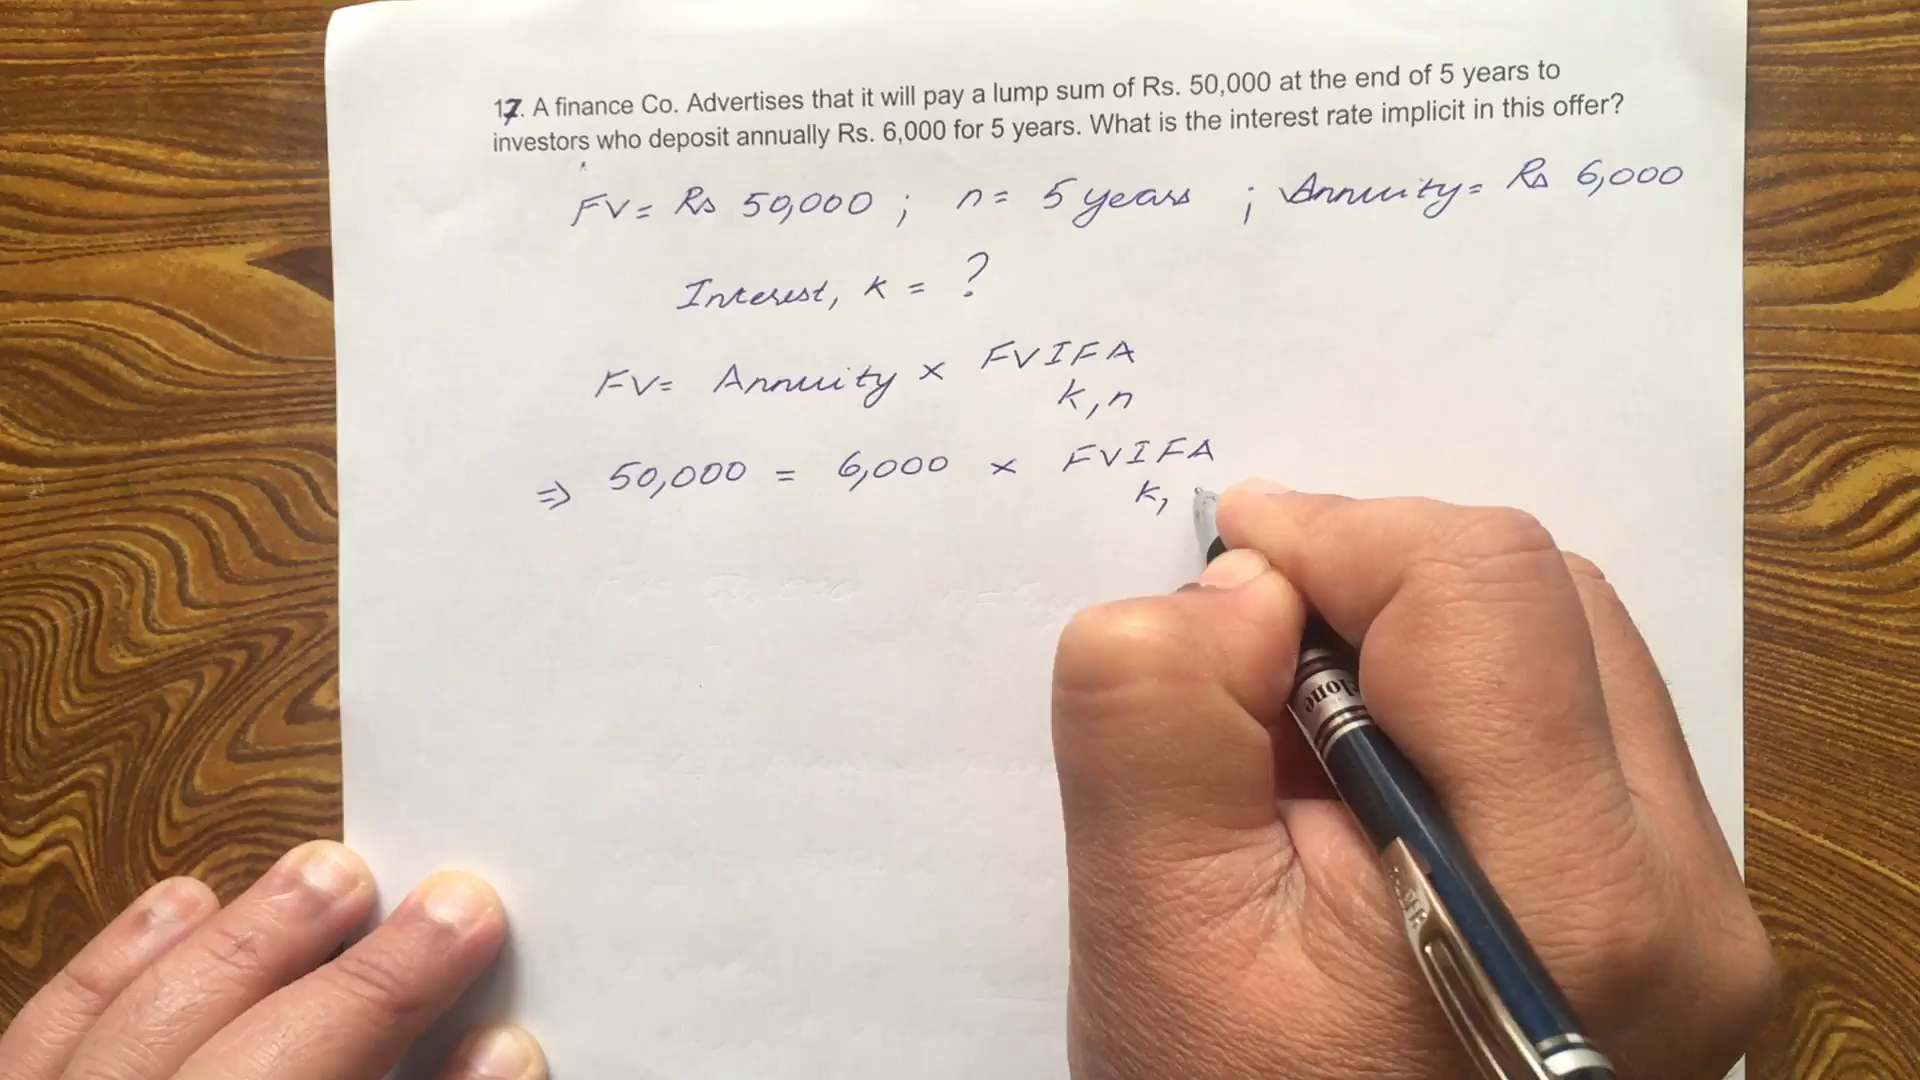 17. A finance Co. Advertises that it will pay a lump sum of Rs. 50,000 at the end of 5 years to
investors who deposit annually Rs. 6,000 for 5 years. What is the interest rate implicit in this offer?
FV = Rs 50,000 ; n = 5 years ; Annuity = Rs 6,000
Interest, k = ?
FV = Annuity × FVIFA
k, n
⇒ 50,000 = 6,000 × FVIFA
k,